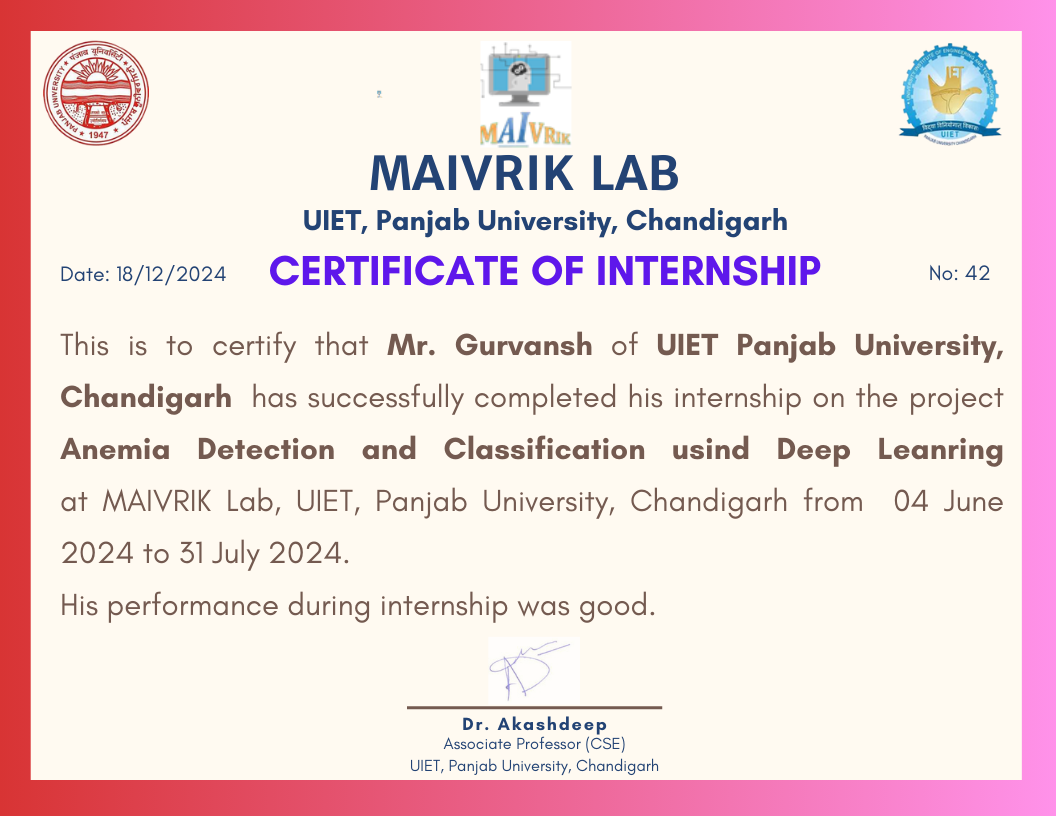 ਪੰਜਾਬ ਯੂਨੀਵਰਸਿਟੀ
PANJAB UNIVERSITY
1947
MAIVRIK
UIET
UIET
MAIVRIK LAB
UIET, Panjab University, Chandigarh
Date: 18/12/2024
CERTIFICATE OF INTERNSHIP
No: 42
This is to certify that Mr. Gurvansh of UIET Panjab University,
Chandigarh has successfully completed his internship on the project
Anemia Detection and Classification usind Deep Leanring
at MAIVRIK Lab, UIET, Panjab University, Chandigarh from 04 June
2024 to 31 July 2024.
His performance during internship was good.
Dr. Akashdeep
Associate Professor (CSE)
UIET, Panjab University, Chandigarh